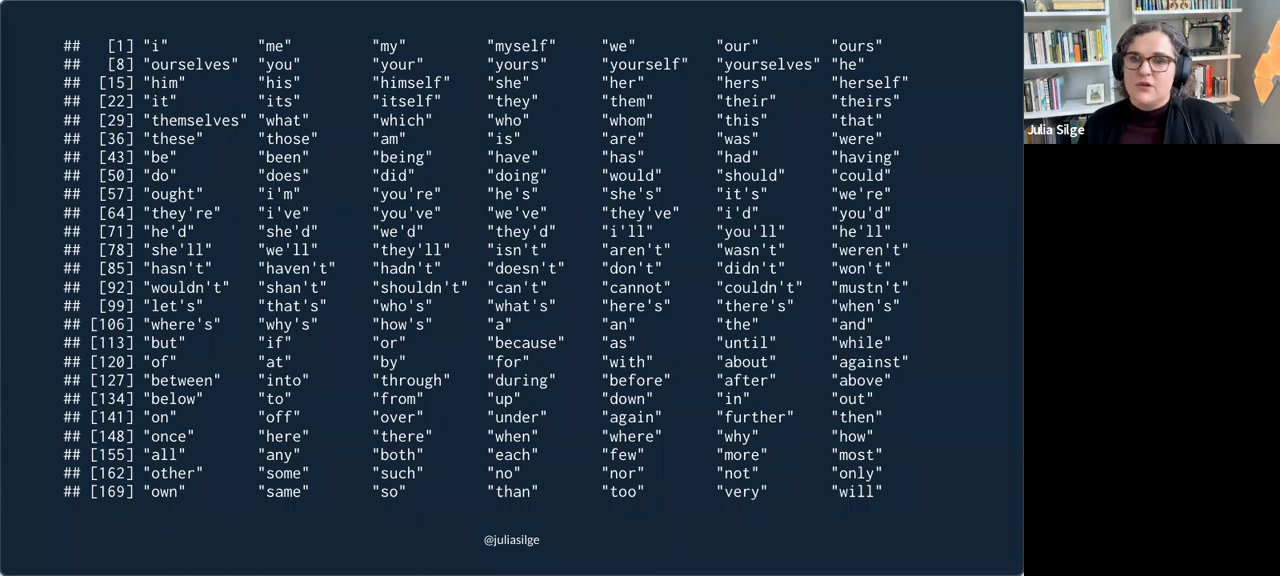 ##   [1] "i"          "me"         "my"         "myself"     "we"         "our"        "ours"
##   [8] "ourselves"  "you"        "your"       "yours"      "yourself"   "yourselves" "he"
##  [15] "him"        "his"        "himself"    "she"        "her"        "hers"       "herself"
##  [22] "it"         "its"        "itself"     "they"       "them"       "their"      "theirs"
##  [29] "themselves" "what"       "which"      "who"        "whom"       "this"       "that"
##  [36] "these"      "those"      "am"         "is"         "are"        "was"        "were"
##  [43] "be"         "been"       "being"      "have"       "has"        "had"        "having"
##  [50] "do"         "does"       "did"        "doing"      "would"      "should"     "could"
##  [57] "ought"      "i'm"        "you're"     "he's"       "she's"      "it's"       "we're"
##  [64] "they're"    "i've"       "you've"     "we've"      "they've"    "i'd"        "you'd"
##  [71] "he'd"       "she'd"      "we'd"       "they'd"     "i'll"       "you'll"     "he'll"
##  [78] "she'll"     "we'll"      "they'll"    "isn't"      "aren't"     "wasn't"     "weren't"
##  [85] "hasn't"     "haven't"    "hadn't"     "doesn't"    "don't"      "didn't"     "won't"
##  [92] "wouldn't"   "shan't"     "shouldn't"  "can't"      "cannot"     "couldn't"   "mustn't"
##  [99] "let's"      "that's"     "who's"      "what's"     "here's"     "there's"    "when's"
## [106] "where's"    "why's"      "how's"      "a"          "an"         "the"        "and"
## [113] "but"        "if"         "or"         "because"    "as"         "until"      "while"
## [120] "of"         "at"         "by"         "for"        "with"       "about"      "against"
## [127] "between"    "into"       "through"    "during"     "before"     "after"      "above"
## [134] "below"      "to"         "from"       "up"         "down"       "in"         "out"
## [141] "on"         "off"        "over"       "under"      "again"      "further"    "then"
## [148] "once"       "here"       "there"      "when"       "where"      "why"        "how"
## [155] "all"        "any"        "both"       "each"       "few"        "more"       "most"
## [162] "other"      "some"       "such"       "no"         "nor"        "not"        "only"
## [169] "own"        "same"       "so"         "than"       "too"        "very"       "will"
@juliasilge
Julia Silge